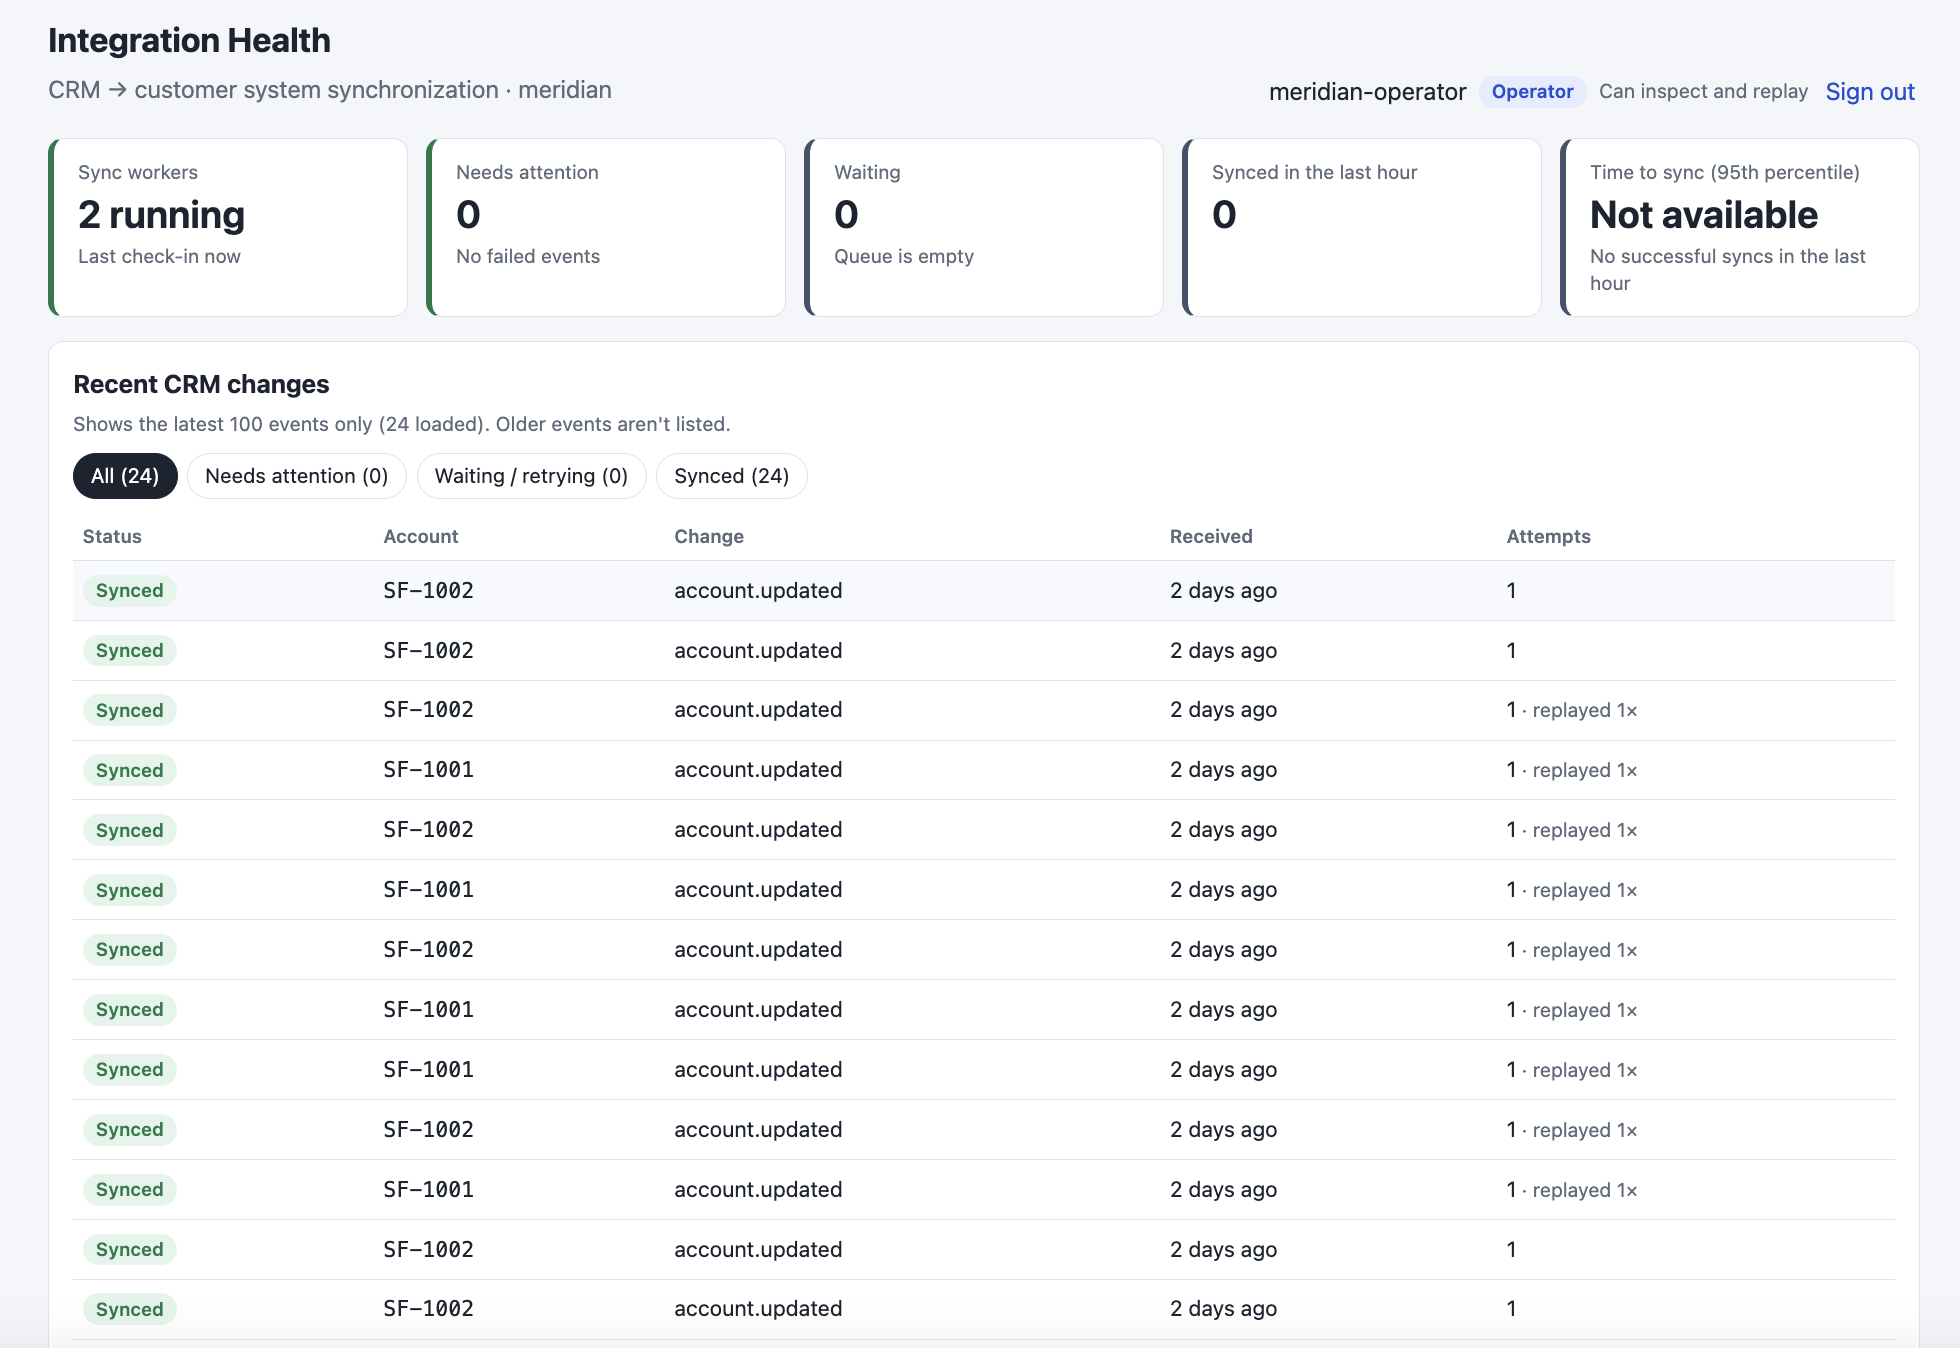 Integration Health
CRM → customer system synchronization · meridian
meridian-operator Operator Can inspect and replay Sign out
Sync workers
2 running
Last check-in now
Needs attention
0
No failed events
Waiting
0
Queue is empty
Synced in the last hour
0
Time to sync (95th percentile)
Not available
No successful syncs in the last
hour
Recent CRM changes
Shows the latest 100 events only (24 loaded). Older events aren't listed.
All (24) Needs attention (0) Waiting / retrying (0) Synced (24)
Status Account Change Received Attempts
Synced SF-1002 account.updated 2 days ago 1
Synced SF-1002 account.updated 2 days ago 1
Synced SF-1002 account.updated 2 days ago 1 · replayed 1×
Synced SF-1001 account.updated 2 days ago 1 · replayed 1×
Synced SF-1002 account.updated 2 days ago 1 · replayed 1×
Synced SF-1001 account.updated 2 days ago 1 · replayed 1×
Synced SF-1002 account.updated 2 days ago 1 · replayed 1×
Synced SF-1001 account.updated 2 days ago 1 · replayed 1×
Synced SF-1001 account.updated 2 days ago 1 · replayed 1×
Synced SF-1002 account.updated 2 days ago 1 · replayed 1×
Synced SF-1001 account.updated 2 days ago 1 · replayed 1×
Synced SF-1002 account.updated 2 days ago 1
Synced SF-1002 account.updated 2 days ago 1